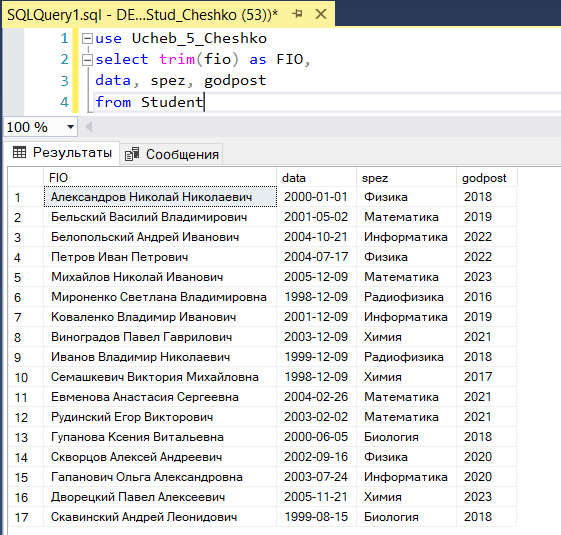 SQLQuery1.sql - DE...Stud_Cheshko (53))*
1 use Ucheb_5_Cheshko
2 select trim(fio) as FIO,
3 data, spez, godpost
4 from Student
100 %
Результаты Сообщения
FIO data spez godpost
1 Александров Николай Николаевич 2000-01-01 Физика 2018
2 Бельский Василий Владимирович 2001-05-02 Математика 2019
3 Белопольский Андрей Иванович 2004-10-21 Информатика 2022
4 Петров Иван Петрович 2004-07-17 Физика 2022
5 Михайлов Николай Иванович 2005-12-09 Математика 2023
6 Мироненко Светлана Владимировна 1998-12-09 Радиофизика 2016
7 Коваленко Владимир Иванович 2001-12-09 Информатика 2019
8 Виноградов Павел Гаврилович 2003-12-09 Химия 2021
9 Иванов Владимир Николаевич 1999-12-09 Радиофизика 2018
10 Семашкевич Виктория Михайловна 1998-12-09 Химия 2017
11 Евменова Анастасия Сергеевна 2004-02-26 Математика 2021
12 Рудинский Егор Викторович 2003-02-02 Математика 2021
13 Гупанова Ксения Витальевна 2000-06-05 Биология 2018
14 Скворцов Алексей Андреевич 2002-09-16 Физика 2020
15 Гапанович Ольга Александровна 2003-07-24 Информатика 2020
16 Дворецкий Павел Алексеевич 2005-11-21 Химия 2023
17 Скавинский Андрей Леонидович 1999-08-15 Биология 2018